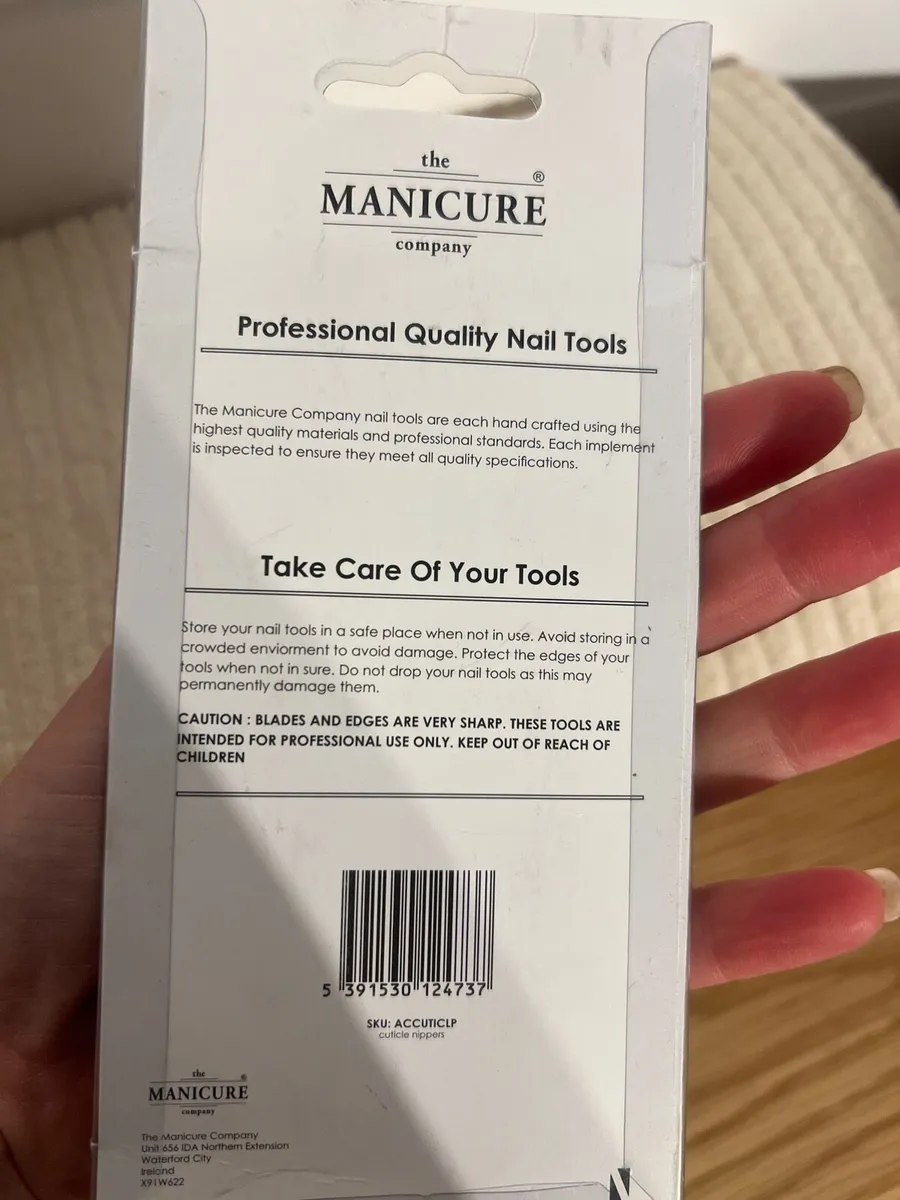 the
MANICURE®
company
Professional Quality Nail Tools
The Manicure Company nail tools are each hand crafted using the
highest quality materials and professional standards. Each implement
is inspected to ensure they meet all quality specifications.
Take Care Of Your Tools
Store your nail tools in a safe place when not in use. Avoid storing in a
crowded enviorment to avoid damage. Protect the edges of your
tools when not in sure. Do not drop your nail tools as this may
permanently damage them.
CAUTION : BLADES AND EDGES ARE VERY SHARP. THESE TOOLS ARE
INTENDED FOR PROFESSIONAL USE ONLY. KEEP OUT OF REACH OF
CHILDREN
5 391530 124737
SKU: ACCUTICLP
cuticle nippers
the
MANICURE®
company
The Manicure Company
Unit 656 IDA Northern Extension
Waterford City
Ireland
X91W622